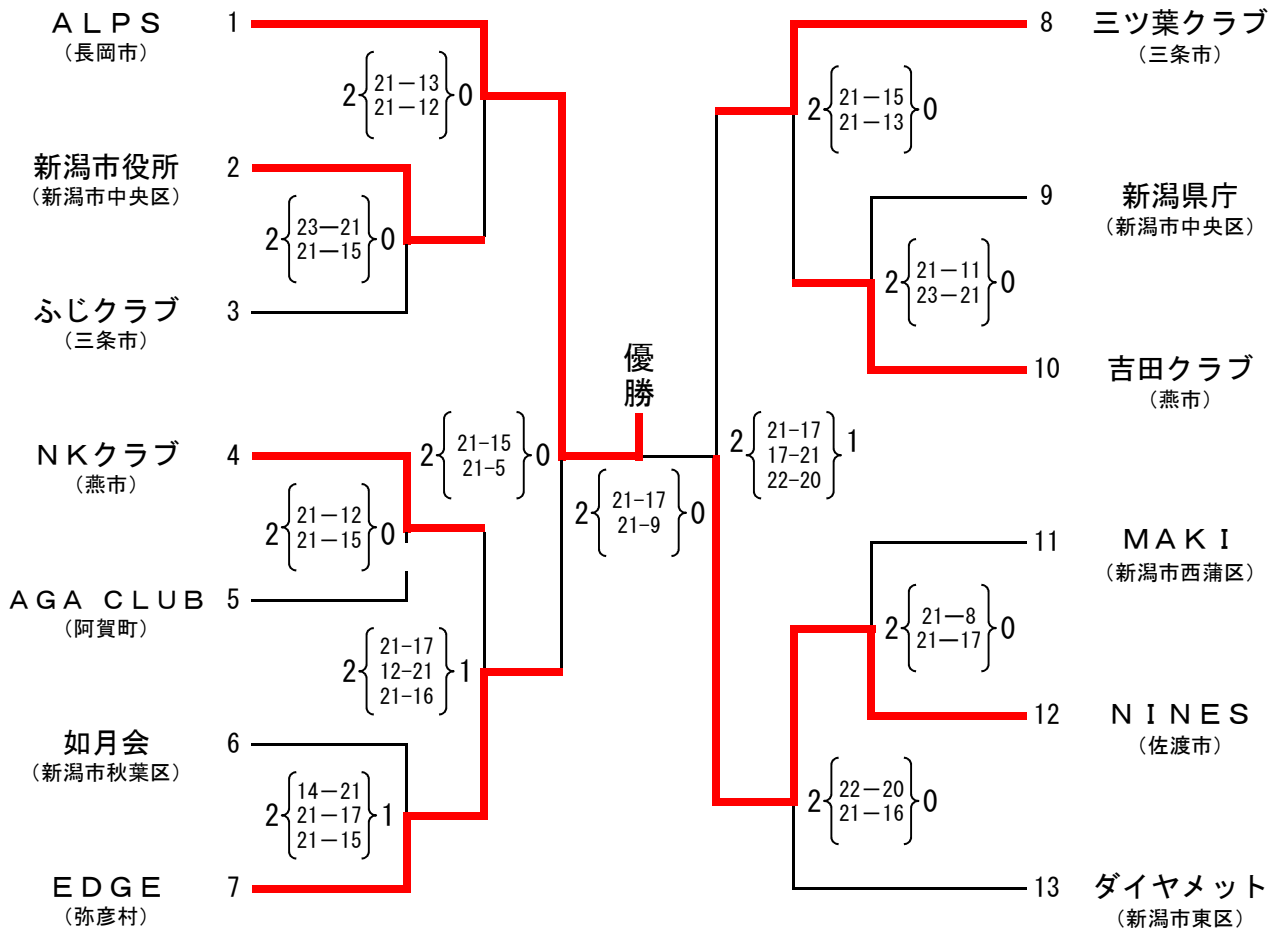 ALPS 1
(長岡市)
2 21－13 0
21－12
新潟市役所 2
(新潟市中央区)
2 23－21 0
21－15
ふじクラブ 3
(三条市)
NKクラブ 4
(燕市)
2 21－12 0
21－15
AGA CLUB 5
(阿賀町)
2 21-17 1
12-21
21-16
如月会 6
(新潟市秋葉区)
2 14－21 1
21－17
21－15
EDGE 7
(弥彦村)
2 21-15 0
21-5
優勝
2 21-17 0
21-9
8 三ツ葉クラブ
(三条市)
2 21－15 0
21－13
9 新潟県庁
(新潟市中央区)
2 21－11 0
23－21
10 吉田クラブ
(燕市)
2 21-17 1
17-21
22-20
11 MAKI
(新潟市西蒲区)
2 21－8 0
21－17
12 NINES
(佐渡市)
2 22－20 0
21－16
13 ダイヤメット
(新潟市東区)